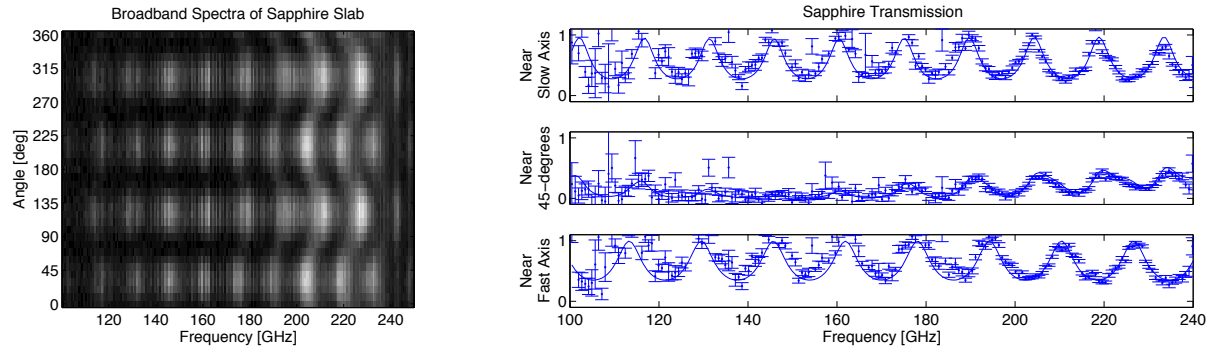 Broadband Spectra of Sapphire Slab
360
315
270
225
180
135
90
45
0
Angle [deg]
120 140 160 180 200 220 240
Frequency [GHz]
Sapphire Transmission
1
0
Near
Slow Axis
1
0
Near
45-degrees
1
0
Near
Fast Axis
100 120 140 160 180 200 220 240
Frequency [GHz]